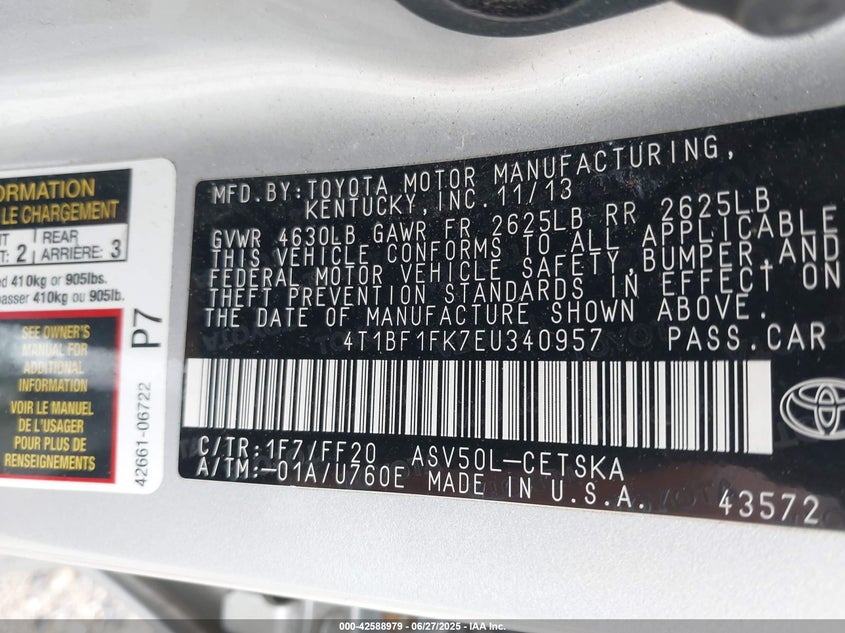 ORMATION
LE CHARGEMENT
T: 2
REAR
ARRIÈRE: 3
ed 410kg or 905lbs.
passer 410kg ou 905lb.
SEE OWNER'S
MANUAL FOR
ADDITIONAL
INFORMATION
VOIR LE MANUEL
DE L'USAGER
POUR PLUS DE
RENSEIGNEMENTS
P7
42661-06722
MFD.BY:TOYOTA MOTOR MANUFACTURING,
KENTUCKY,INC.11/13
GVWR 4630LB GAWR FR 2625LB RR 2625LB
THIS VEHICLE CONFORMS TO ALL APPLICABLE
FEDERAL MOTOR VEHICLE SAFETY,BUMPER,AND
THEFT PREVENTION STANDARDS IN EFFECT ON
THE DATE OF MANUFACTURE SHOWN ABOVE.
4T1BF1FK7EU340957 PASS.CAR
C/TR:1F7/FF20 ASV50L-CETSKA
A/TM:-01A/U760E MADE IN U.S.A.
43572
000-42588979 | 06/27/2025 - IAA Inc.